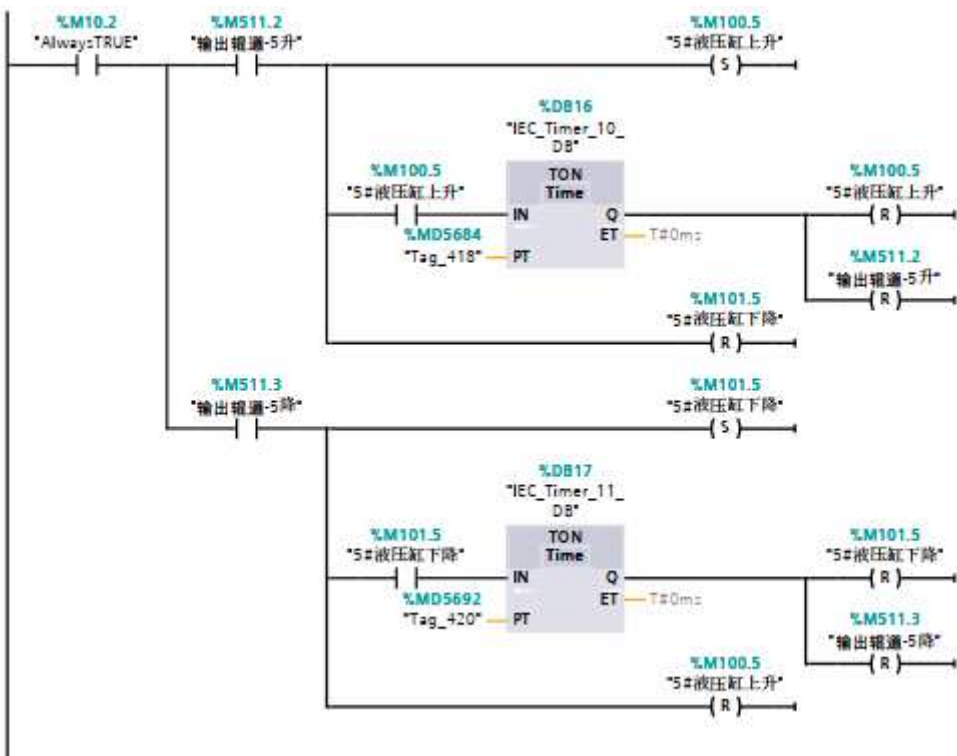 %M10.2
"AlwaysTRUE"
%M511.2
"输出辊道-5升"
%M100.5
"5#液压缸上升"
S
%DB16
"IEC_Timer_10_
DB"
%M100.5
"5#液压缸上升"
TON
Time
%M100.5
"5#液压缸上升"
IN
Q
R
%MD5684
ET
T#0ms
"Tag_418"
PT
%M511.2
"输出辊道-5升"
R
%M101.5
"5#液压缸下降"
R
%M511.3
"输出辊道-5降"
%M101.5
"5#液压缸下降"
S
%DB17
"IEC_Timer_11_
DB"
%M101.5
"5#液压缸下降"
TON
Time
%M101.5
"5#液压缸下降"
IN
Q
R
%MD5692
ET
T#0ms
"Tag_420"
PT
%M511.3
"输出辊道-5降"
R
%M100.5
"5#液压缸上升"
R